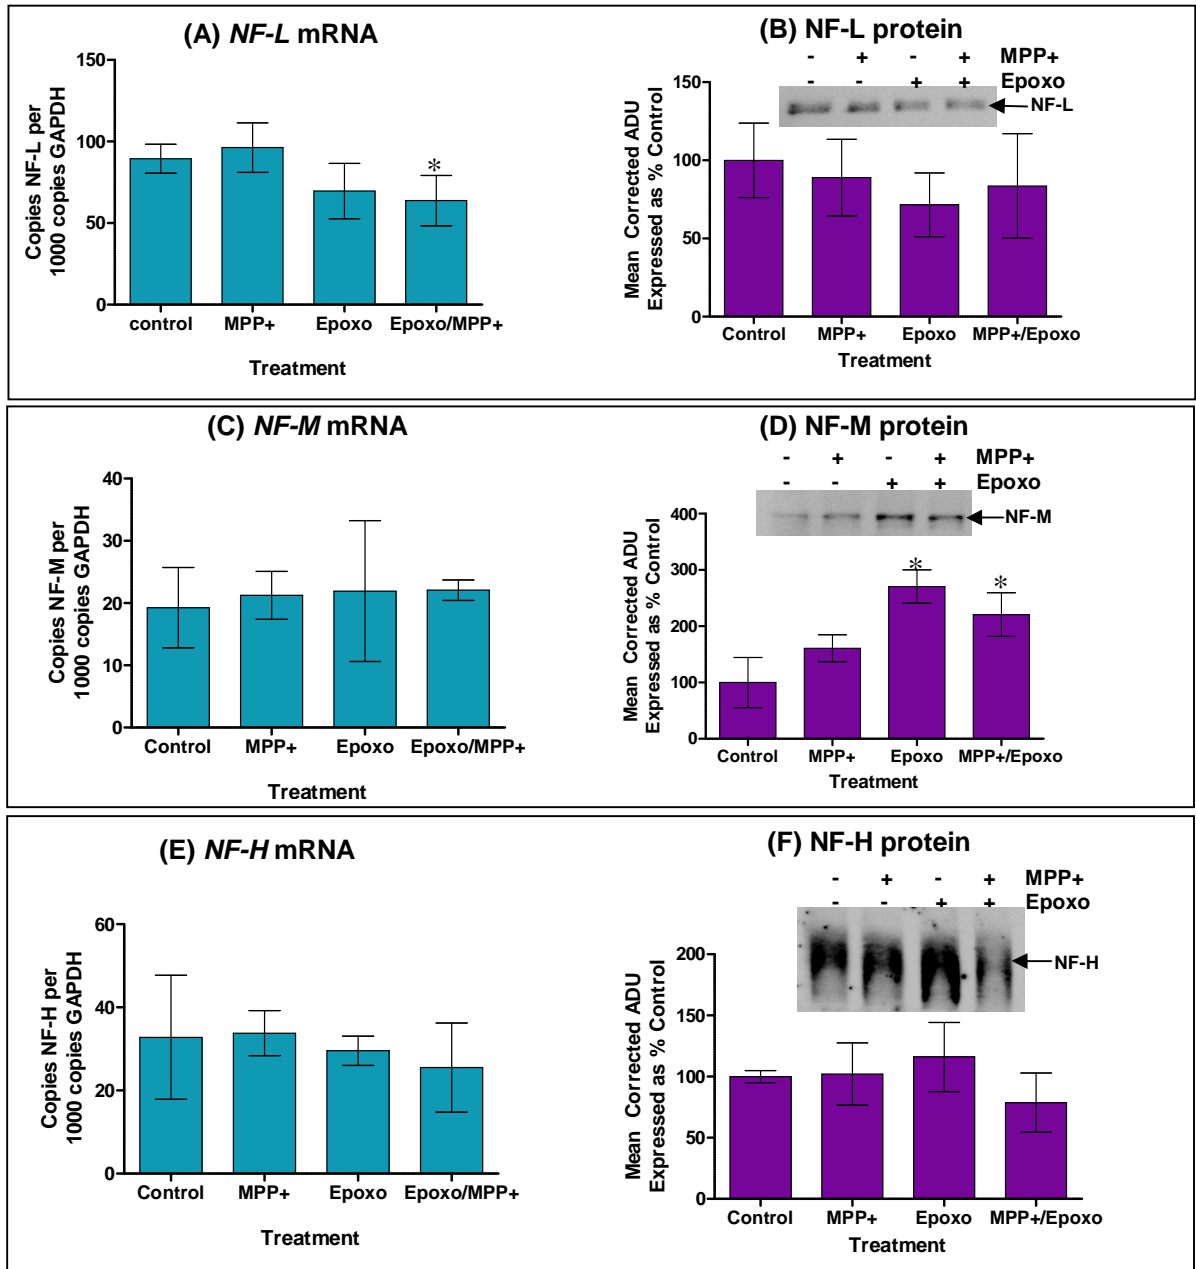 (A) NF-L mRNA
Copies NF-L per
1000 copies GAPDH
150
100
50
0
*
control MPP+ Epoxo Epoxo/MPP+
Treatment
(B) NF-L protein
- + - + MPP+
- - + + Epoxo
NF-L
Mean Corrected ADU
Expressed as % Control
150
100
50
0
Control MPP+ Epoxo MPP+/Epoxo
Treatment
(C) NF-M mRNA
Copies NF-M per
1000 copies GAPDH
40
30
20
10
0
Control MPP+ Epoxo Epoxo/MPP+
Treatment
(D) NF-M protein
- + - + MPP+
- - + + Epoxo
NF-M
Mean Corrected ADU
Expressed as % Control
400
300
200
100
0
* *
Control MPP+ Epoxo MPP+/Epoxo
Treatment
(E) NF-H mRNA
Copies NF-H per
1000 copies GAPDH
60
40
20
0
Control MPP+ Epoxo Epoxo/MPP+
Treatment
(F) NF-H protein
- + - + MPP+
- - + + Epoxo
NF-H
Mean Corrected ADU
Expressed as % Control
200
150
100
50
0
Control MPP+ Epoxo MPP+/Epoxo
Treatment